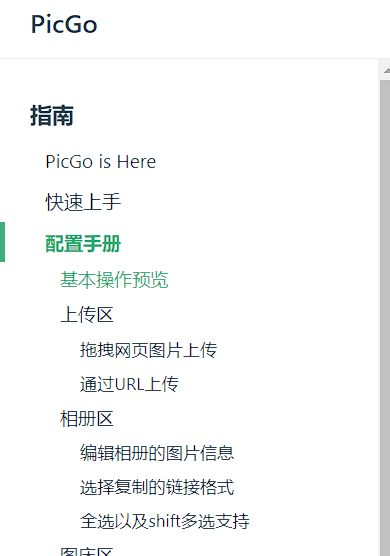 PicGo
指南
PicGo is Here
快速上手
配置手册
基本操作预览
上传区
拖拽网页图片上传
通过URL上传
相册区
编辑相册的图片信息
选择复制的链接格式
全选以及shift多选支持
图床区